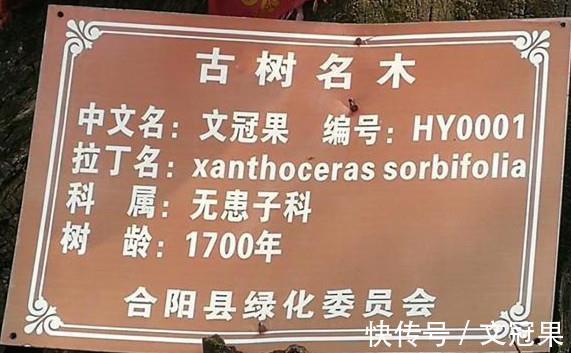 古树名木
中文名：文冠果 编号：HY0001
拉丁名：xanthoceras sorbifolia
科 属：无患子科
树 龄：1700年
合阳县绿化委员会
快传号 / 文冠果